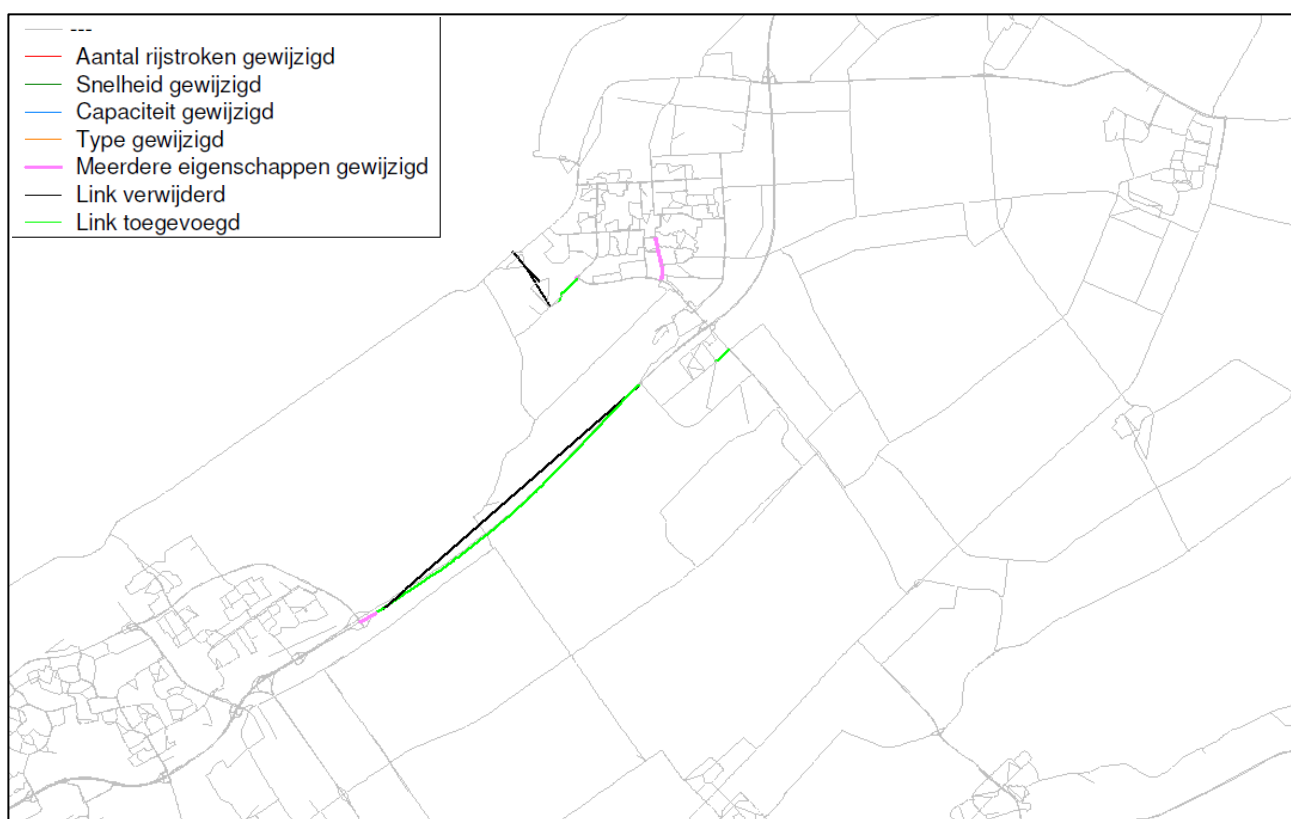 ---
Aantal rijstroken gewijzigd
Snelheid gewijzigd
Capaciteit gewijzigd
Type gewijzigd
Meerdere eigenschappen gewijzigd
Link verwijderd
Link toegevoegd